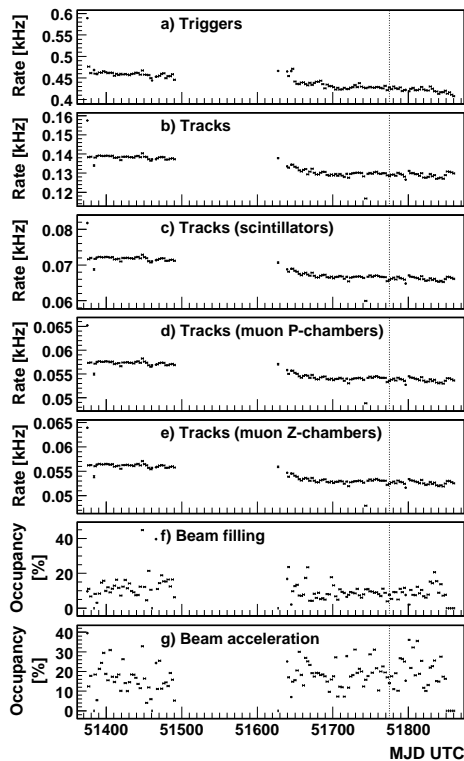 0.6
0.55
0.5
0.45
0.4
Rate [kHz]
a) Triggers
0.16
0.15
0.14
0.13
0.12
Rate [kHz]
b) Tracks
0.08
0.07
0.06
Rate [kHz]
c) Tracks (scintillators)
0.065
0.06
0.055
0.05
Rate [kHz]
d) Tracks (muon P-chambers)
0.065
0.06
0.055
0.05
Rate [kHz]
e) Tracks (muon Z-chambers)
40
20
0
Occupancy
[%]
f) Beam filling
40
30
20
10
0
Occupancy
[%]
g) Beam acceleration
51400 51500 51600 51700 51800
MJD UTC